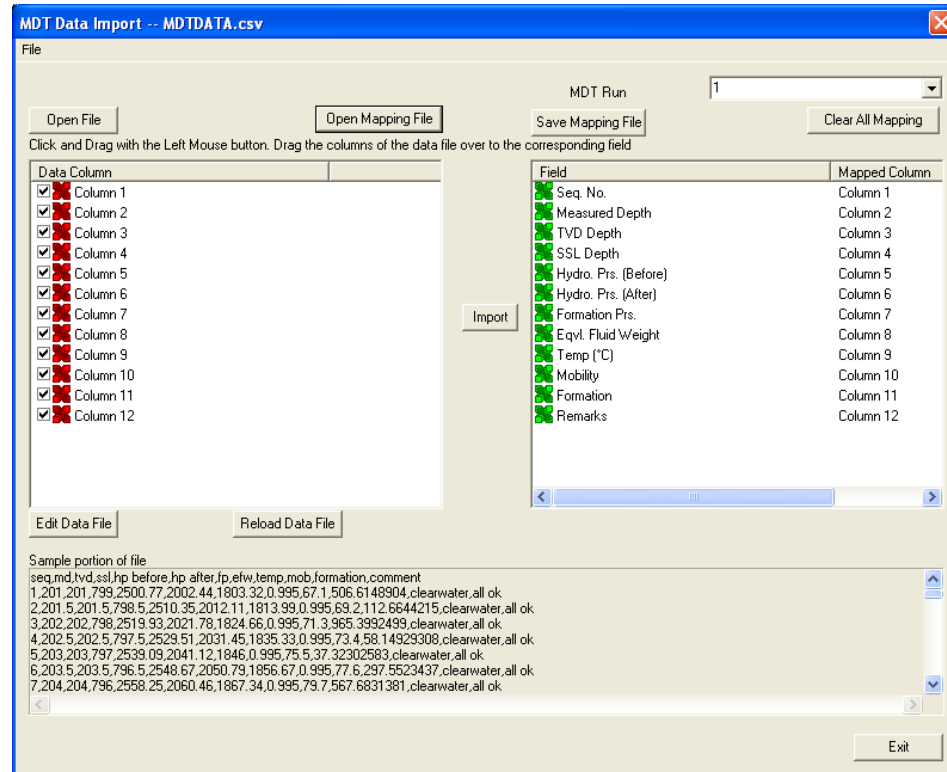 MDT Data Import -- MDTDATA.csv
File
MDT Run 1
Open File Open Mapping File Save Mapping File Clear All Mapping
Click and Drag with the Left Mouse button. Drag the columns of the data file over to the corresponding field
Data Column Field Mapped Column
Column 1 Seq. No. Column 1
Column 2 Measured Depth Column 2
Column 3 TVD Depth Column 3
Column 4 SSL Depth Column 4
Column 5 Hydro. Prs. (Before) Column 5
Column 6 Hydro. Prs. (After) Column 6
Column 7 Formation Prs. Column 7
Column 8 Eqvl. Fluid Weight Column 8
Column 9 Temp (°C) Column 9
Column 10 Mobility Column 10
Column 11 Formation Column 11
Column 12 Remarks Column 12
Import
Edit Data File Reload Data File
Sample portion of file
seq,md,tvd,ssl,hp before,hp after,fp,efw,temp,mob,formation,comment
1,201,201,799,2500.77,2002.44,1803.32,0.995,67.1,506.6148904,clearwater,all ok
2,201.5,201.5,798.5,2510.35,2012.11,1813.99,0.995,69.2,112.6644215,clearwater,all ok
3,202,202,798,2519.93,2021.78,1824.66,0.995,71.3,965.3992499,clearwater,all ok
4,202.5,202.5,797.5,2529.51,2031.45,1835.33,0.995,73.4,58.14929308,clearwater,all ok
5,203,203,797,2539.09,2041.12,1846,0.995,75.5,37.32302583,clearwater,all ok
6,203.5,203.5,796.5,2548.67,2050.79,1856.67,0.995,77.6,297.5523437,clearwater,all ok
7,204,204,796,2558.25,2060.46,1867.34,0.995,79.7,567.6831381,clearwater,all ok
Exit